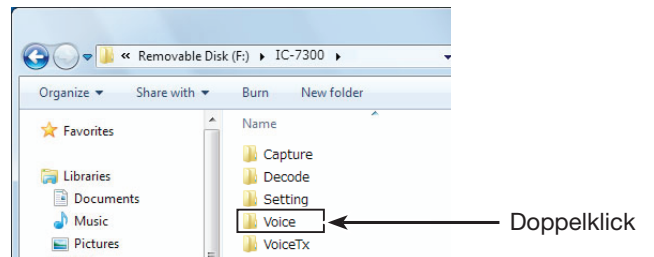 « Removable Disk (F:) ▸ IC-7300 ▸
Organize ▾ Share with ▾ Burn New folder
Favorites
Libraries
Documents
Music
Pictures
Name
Capture
Decode
Setting
Voice
VoiceTx
Doppelklick